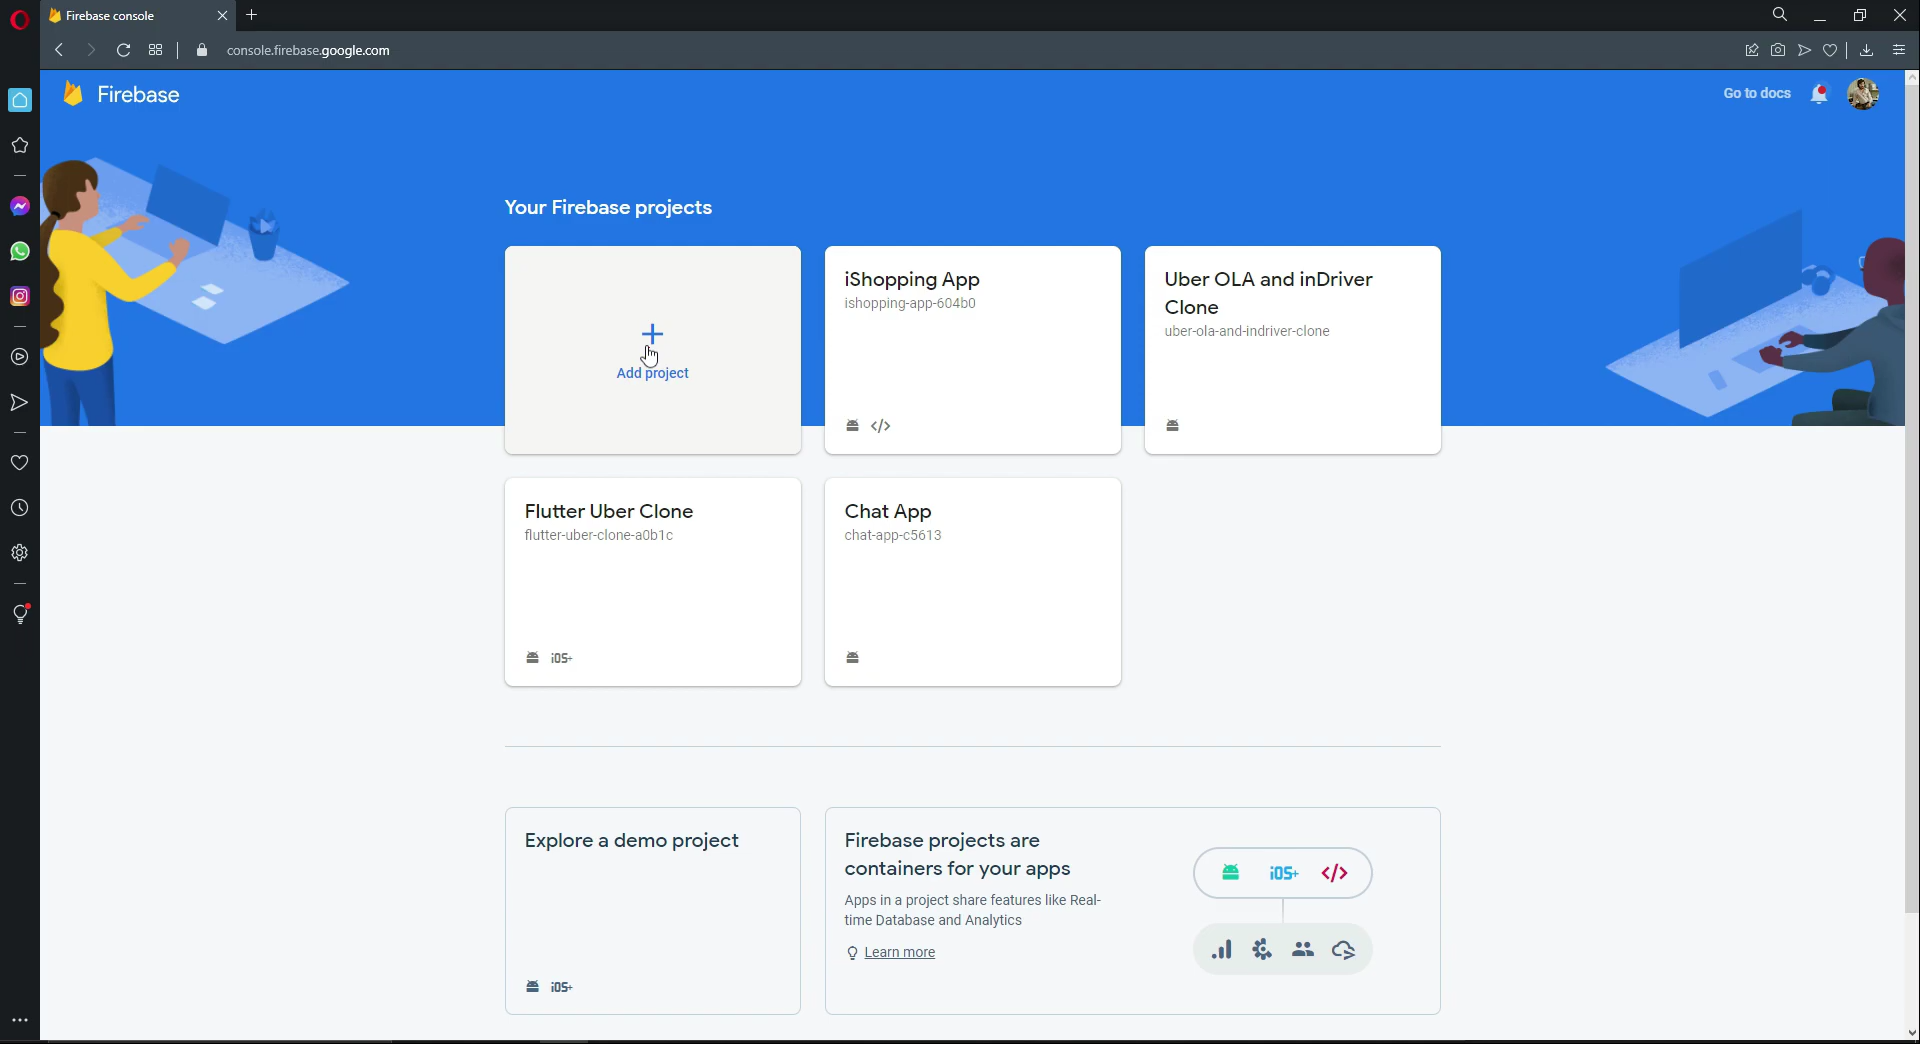 Firebase console
console.firebase.google.com
Firebase
Go to docs
Your Firebase projects
Add project
iShopping App
ishopping-app-604b0
</>
Uber OLA and inDriver
Clone
uber-ola-and-indriver-clone
Flutter Uber Clone
flutter-uber-clone-a0b1c
iOS+
Chat App
chat-app-c5613
Explore a demo project
iOS+
Firebase projects are
containers for your apps
Apps in a project share features like Real-
time Database and Analytics
Learn more
iOS+ </>